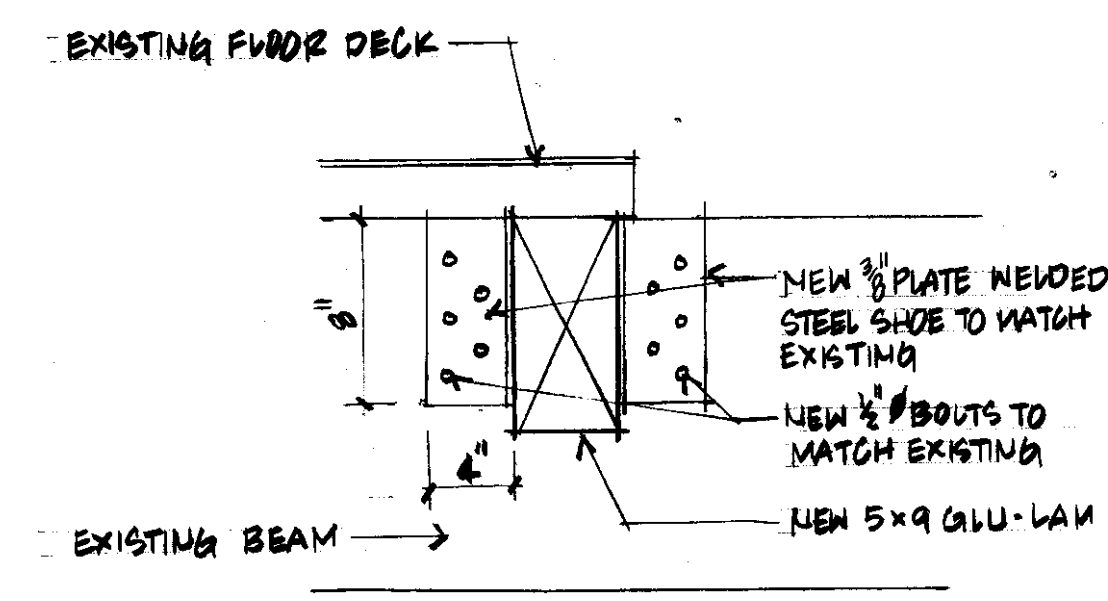 EXISTING FLOOR DECK
8"
NEW 3/8" PLATE WELDED
STEEL SHOE TO MATCH
EXISTING
NEW 1/2" Ø BOLTS TO
MATCH EXISTING
4"
NEW 5x9 GLU-LAM
EXISTING BEAM